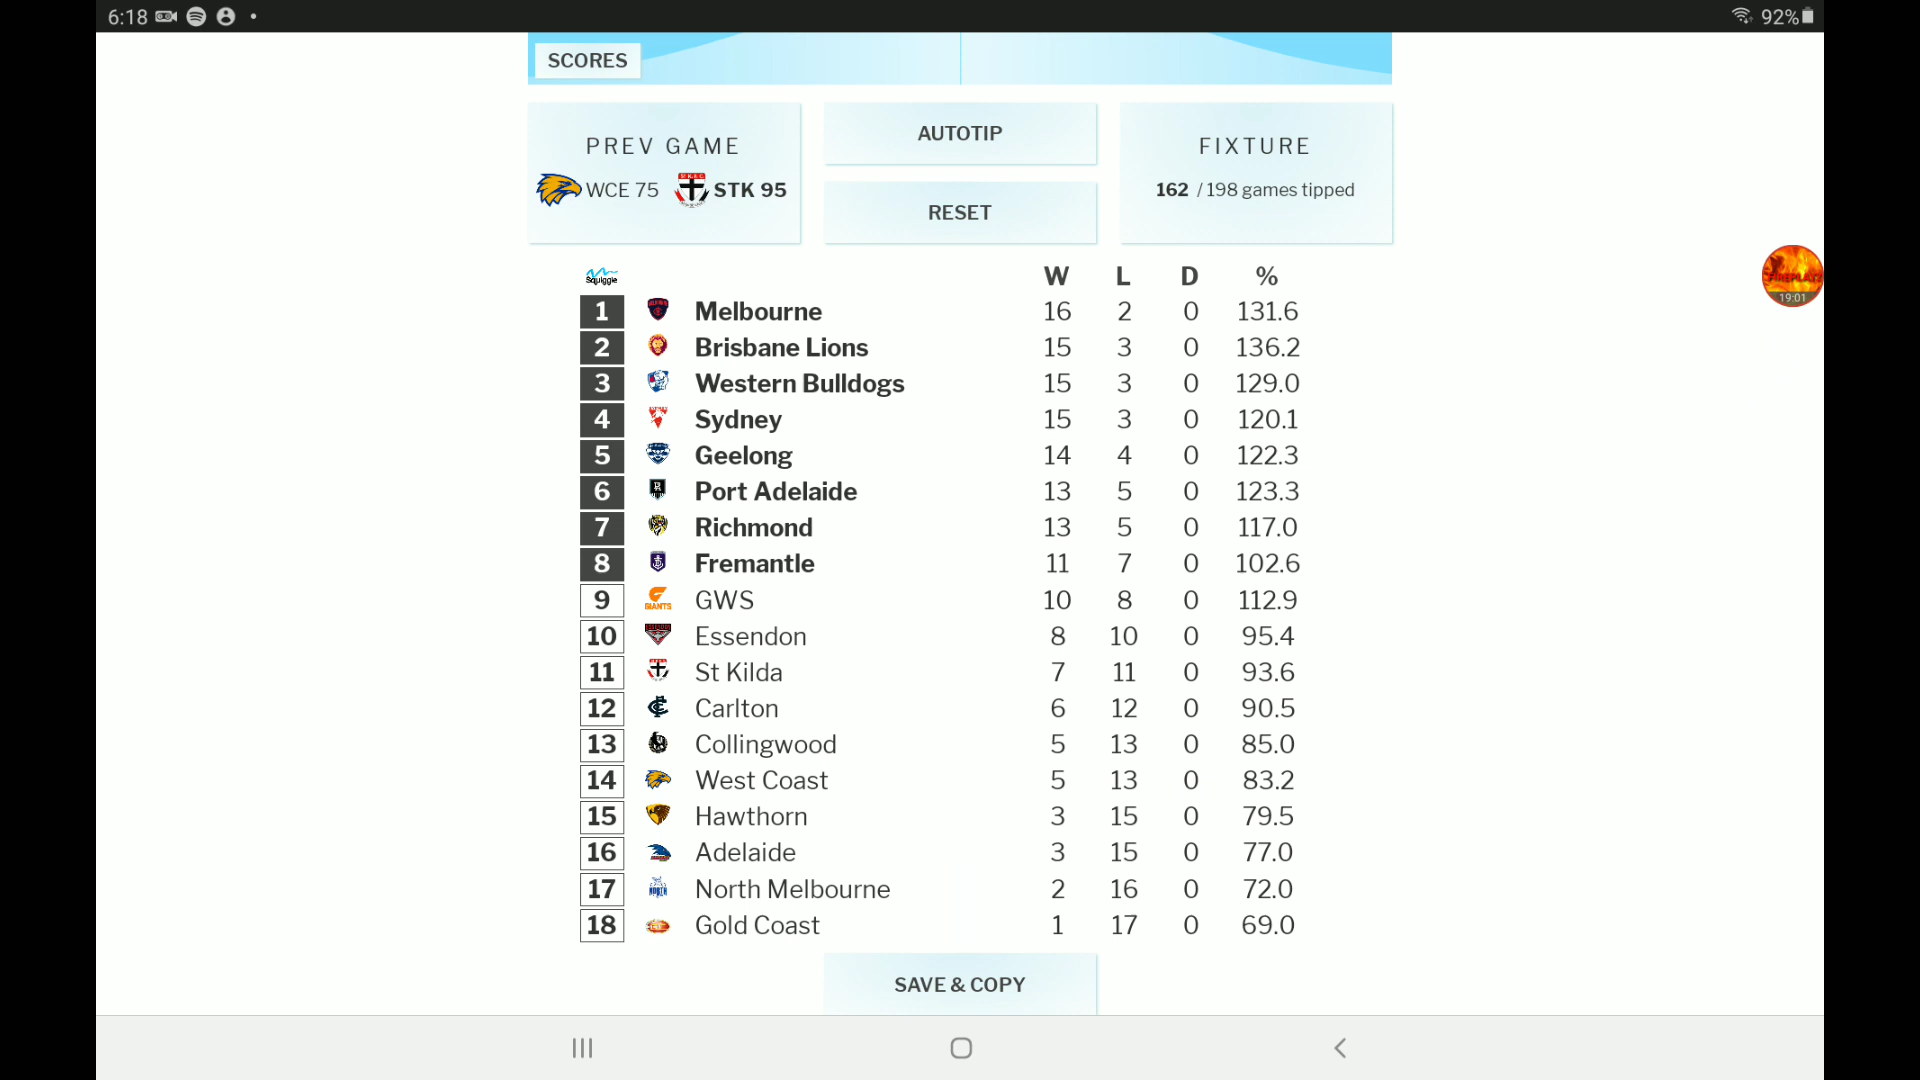 6:18
92%
SCORES
PREV GAME
WCE 75 STK 95
AUTOTIP
RESET
FIXTURE
162 / 198 games tipped
19:01
Squiggle W L D %
1 Melbourne 16 2 0 131.6
2 Brisbane Lions 15 3 0 136.2
3 Western Bulldogs 15 3 0 129.0
4 Sydney 15 3 0 120.1
5 Geelong 14 4 0 122.3
6 Port Adelaide 13 5 0 123.3
7 Richmond 13 5 0 117.0
8 Fremantle 11 7 0 102.6
9 GIANTS GWS 10 8 0 112.9
10 Essendon 8 10 0 95.4
11 St Kilda 7 11 0 93.6
12 Carlton 6 12 0 90.5
13 Collingwood 5 13 0 85.0
14 West Coast 5 13 0 83.2
15 Hawthorn 3 15 0 79.5
16 Adelaide 3 15 0 77.0
17 North Melbourne 2 16 0 72.0
18 Gold Coast 1 17 0 69.0
SAVE & COPY